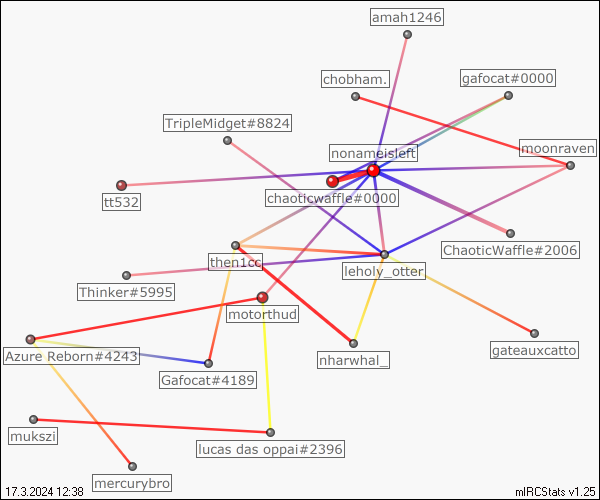 amah1246
chobham.
gafocat#0000
TripleMidget#8824
nonameisleft
moonraven
chaoticwaffle#0000
tt532
ChaoticWaffle#2006
then1cc
leholy_otter
Thinker#5995
motorthud
Azure Reborn#4243
nharwhal_
gateauxcatto
Gafocat#4189
mukszi
lucas das oppai#2396
mercurybro
17.3.2024 12:38
mIRCStats v1.25